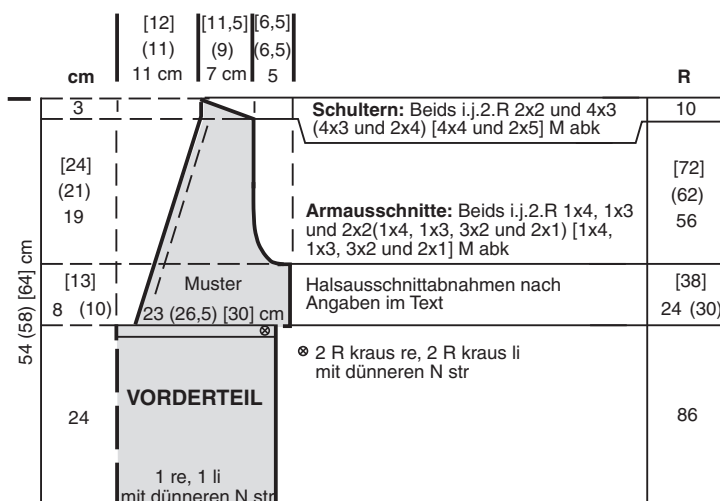 [12] [11,5] [6,5]
(11) (9) (6,5)
cm 11 cm 7 cm 5 R
3 Schultern: Beids i.j.2.R 2x2 und 4x3 10
(4x3 und 2x4) [4x4 und 2x5] M abk
[24] [72]
(21) (62)
19 56
Armausschnitte: Beids i.j.2.R 1x4, 1x3
und 2x2(1x4, 1x3, 3x2 und 2x1) [1x4,
1x3, 3x2 und 2x1] M abk
[13] Muster Halsausschnittabnahmen nach [38]
8 (10) 23 (26,5) [30] cm Angaben im Text 24 (30)
54 (58) [64] cm
⊗ ⊗ 2 R kraus re, 2 R kraus li
mit dünneren N str
VORDERTEIL
24 86
1 re, 1 li
mit dünneren N str